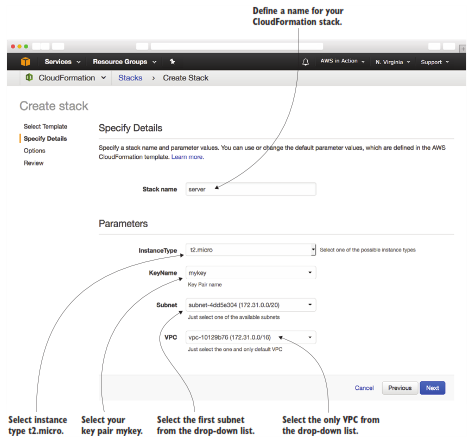 Define a name for your
CloudFormation stack.
Services
Resource Groups
AWS in Action
N. Virginia
Support
CloudFormation
Stacks
Create Stack
Create stack
Select Template
Specify Details
Options
Review
Specify Details
Specify a stack name and parameter values. You can use or change the default parameter values, which are defined in the AWS
CloudFormation template. Learn more.
Stack name
server
Parameters
InstanceType
t2.micro
Select one of the possible instance types
KeyName
mykey
Key Pair name
Subnet
subnet-4dd5e304 (172.31.0.0/20)
Just select one of the available subnets
VPC
vpc-10129b76 (172.31.0.0/16)
Just select the one and only default VPC
Cancel
Previous
Next
Select instance
type t2.micro.
Select your
key pair mykey.
Select the first subnet
from the drop-down list.
Select the only VPC from
the drop-down list.